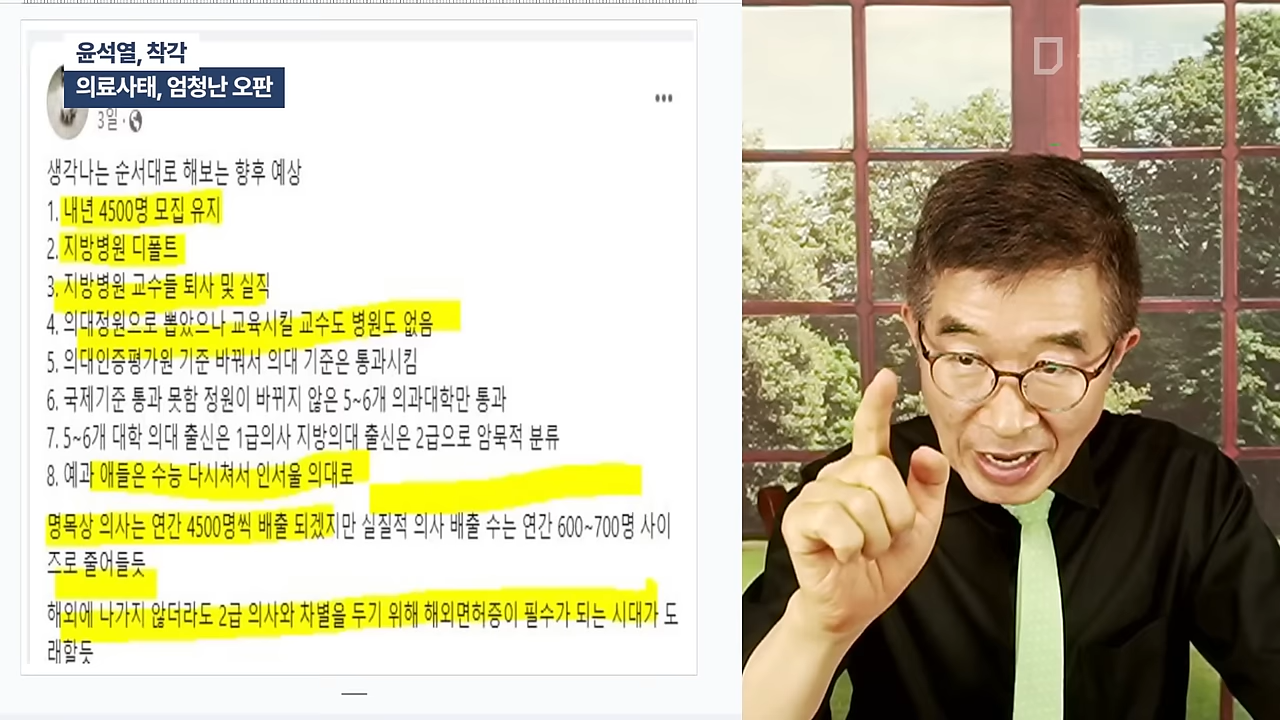 윤석열, 착각
의료사태, 엄청난 오판
3일
생각나는 순서대로 해보는 향후 예상
1. 내년 4500명 모집 유지
2. 지방병원 디폴트
3. 지방병원 교수들 퇴사 및 실직
4. 의대정원으로 뽑았으나 교육시킬 교수도 병원도 없음
5. 의대인증평가원 기준 바꿔서 의대 기준은 통과시킴
6. 국제기준 통과 못함 정원이 바뀌지 않은 5~6개 의과대학만 통과
7. 5~6개 대학 의대 출신은 1급의사 지방의대 출신은 2급으로 암묵적 분류
8. 예과 애들은 수능 다시쳐서 인서울 의대로
명목상 의사는 연간 4500명씩 배출 되겠지만 실질적 의사 배출 수는 연간 600~700명 사이
즈로 줄어들듯
해외에 나가지 않더라도 2급 의사와 차별을 두기 위해 해외면허증이 필수가 되는 시대가 도
래할듯